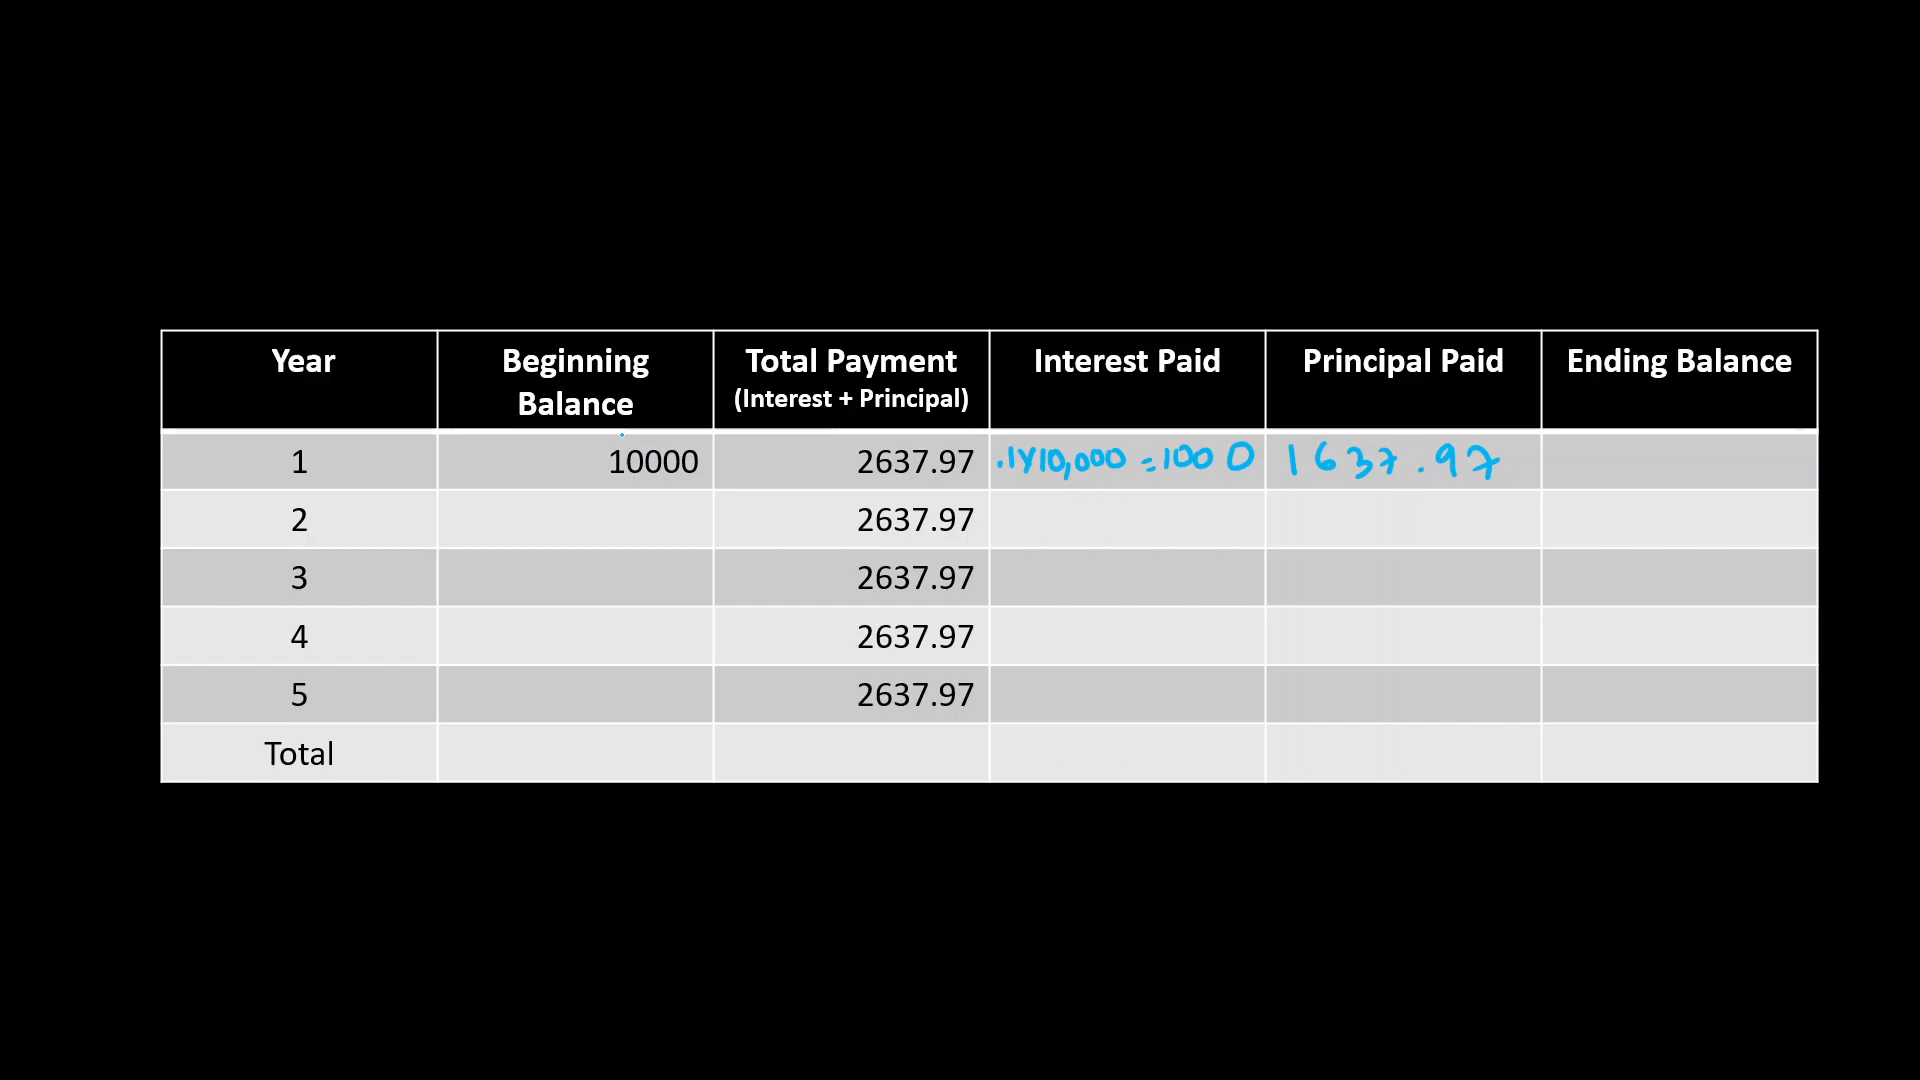 Year Beginning Balance Total Payment (Interest + Principal) Interest Paid Principal Paid Ending Balance
1 10000 2637.97 .1x10,000 = 1000 1637.97
2 2637.97
3 2637.97
4 2637.97
5 2637.97
Total